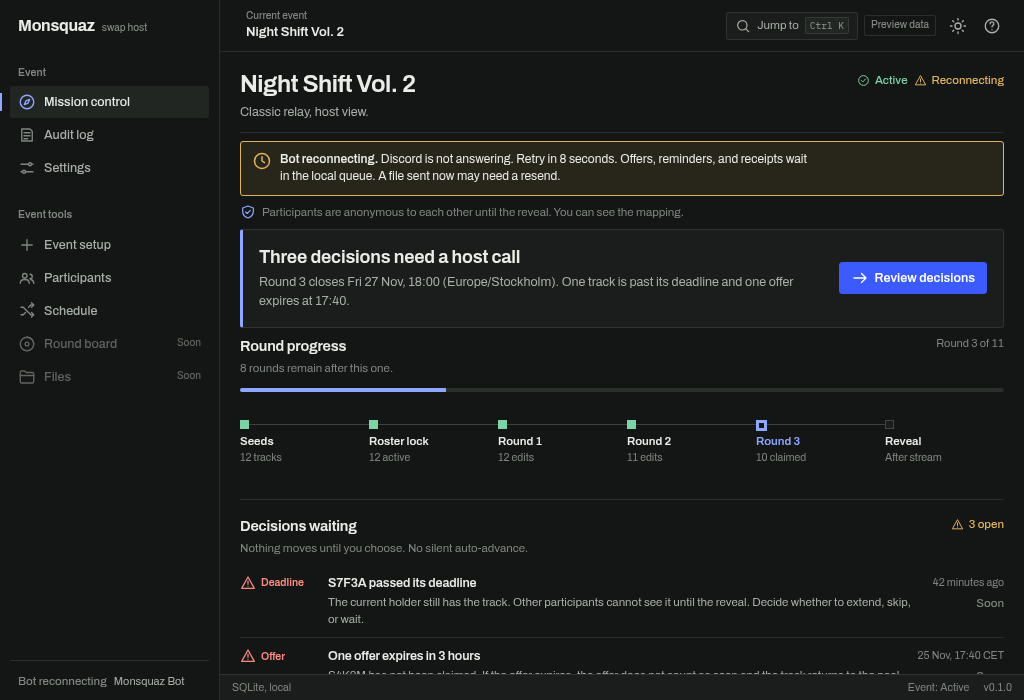 Monsquaz swap host
Event
Mission control
Audit log
Settings
Event tools
Event setup
Participants
Schedule
Round board Soon
Files Soon
Bot reconnecting Monsquaz Bot
Current event
Night Shift Vol. 2
Jump to Ctrl K
Preview data
Night Shift Vol. 2
Active Reconnecting
Classic relay, host view.
Bot reconnecting. Discord is not answering. Retry in 8 seconds. Offers, reminders, and receipts wait
in the local queue. A file sent now may need a resend.
Participants are anonymous to each other until the reveal. You can see the mapping.
Three decisions need a host call
Round 3 closes Fri 27 Nov, 18:00 (Europe/Stockholm). One track is past its deadline and one offer
expires at 17:40.
Review decisions
Round progress Round 3 of 11
8 rounds remain after this one.
Seeds Roster lock Round 1 Round 2 Round 3 Reveal
12 tracks 12 active 12 edits 11 edits 10 claimed After stream
Decisions waiting 3 open
Nothing moves until you choose. No silent auto-advance.
Deadline S7F3A passed its deadline 42 minutes ago
The current holder still has the track. Other participants cannot see it until the reveal. Decide whether to extend, skip, Soon
or wait.
Offer One offer expires in 3 hours 25 Nov, 17:40 CET
SQLite, local Event: Active v0.1.0